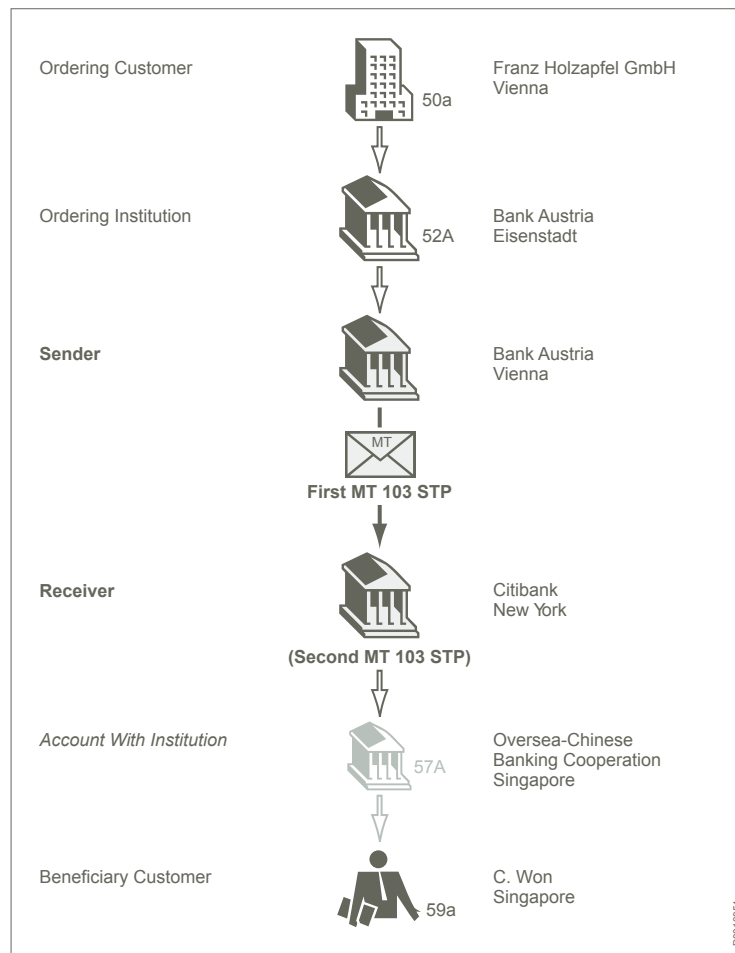 Ordering Customer
50a
Franz Holzapfel GmbH
Vienna
Ordering Institution
52A
Bank Austria
Eisenstadt
Sender
Bank Austria
Vienna
MT
First MT 103 STP
Receiver
Citibank
New York
(Second MT 103 STP)
Account With Institution
57A
Oversea-Chinese
Banking Cooperation
Singapore
Beneficiary Customer
59a
C. Won
Singapore